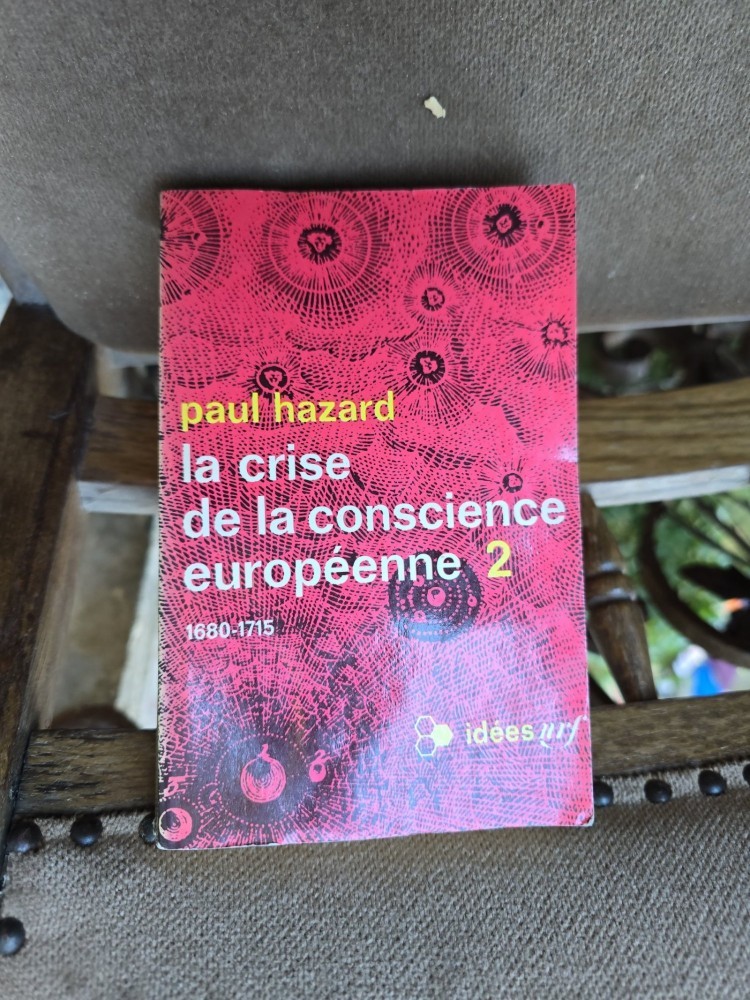 paul hazard
la crise
de la conscience
européenne 2
1680-1715
idées nrf